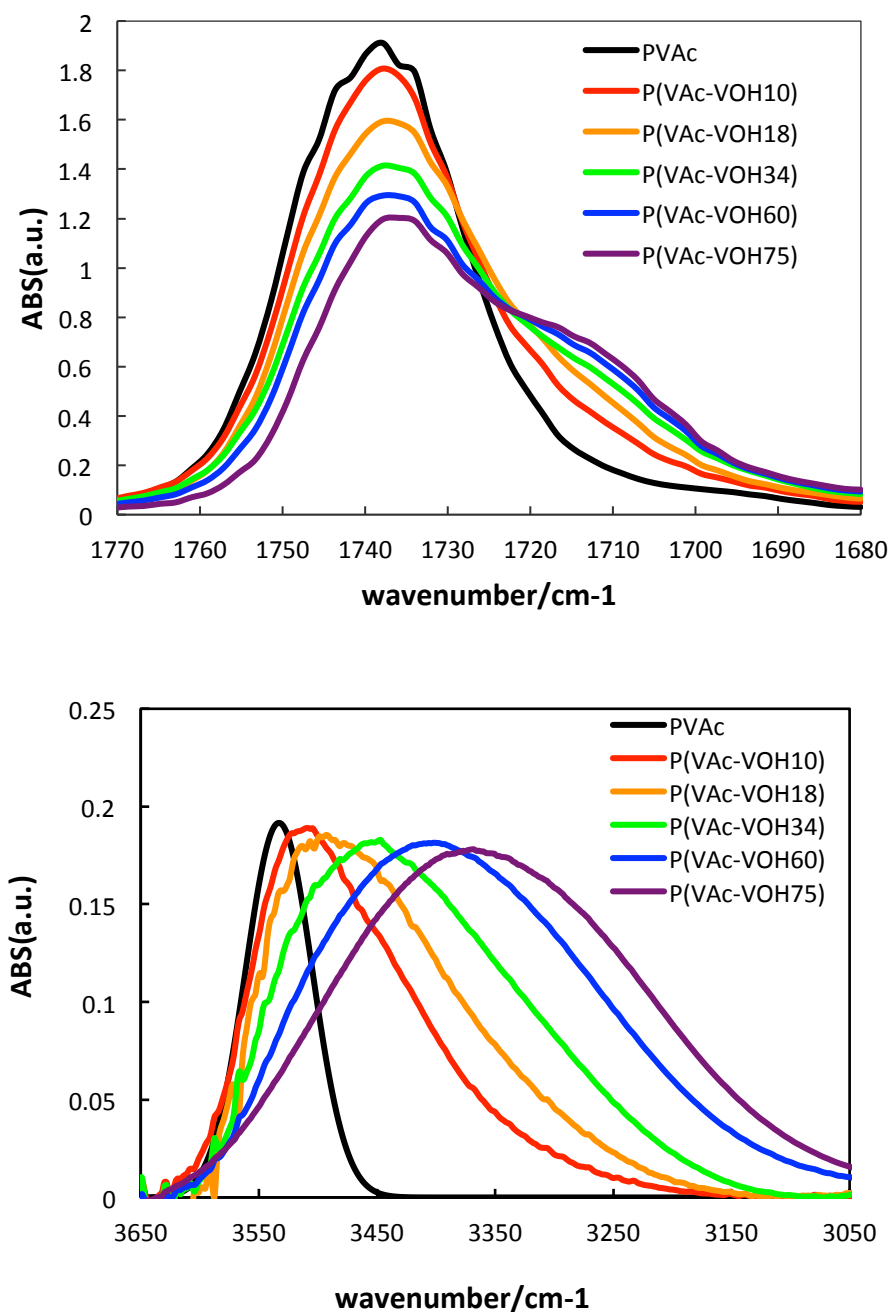 2
1.8
1.6
1.4
1.2
1
0.8
0.6
0.4
0.2
0
ABS(a.u.)
PVAc
P(VAc-VOH10)
P(VAc-VOH18)
P(VAc-VOH34)
P(VAc-VOH60)
P(VAc-VOH75)
1770 1760 1750 1740 1730 1720 1710 1700 1690 1680
wavenumber/cm-1
0.25
0.2
0.15
0.1
0.05
0
ABS(a.u.)
PVAc
P(VAc-VOH10)
P(VAc-VOH18)
P(VAc-VOH34)
P(VAc-VOH60)
P(VAc-VOH75)
3650 3550 3450 3350 3250 3150 3050
wavenumber/cm-1